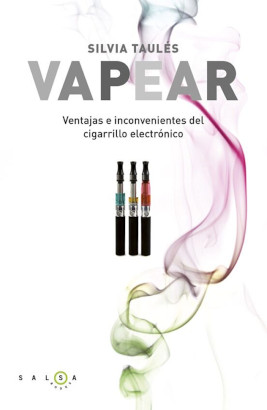 SILVIA TAULÉS
VAPEAR
Ventajas e inconvenientes del
cigarrillo electrónico
SALSA